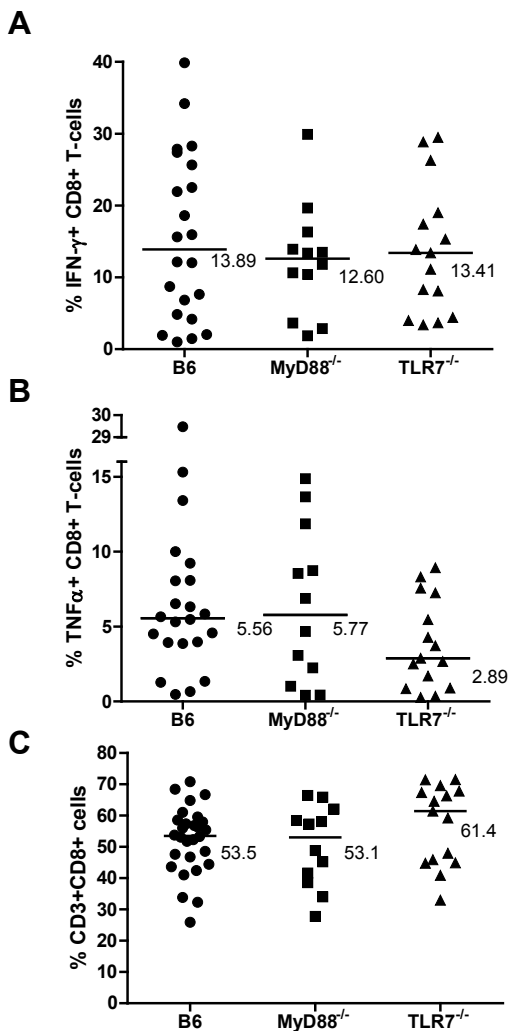 A
% IFN-γ+ CD8+ T-cells
40
30
20
10
0
13.89
12.60
13.41
B6
MyD88-/-
TLR7-/-
B
% TNFα+ CD8+ T-cells
30
29
15
10
5
0
5.56
5.77
2.89
B6
MyD88-/-
TLR7-/-
C
% CD3+CD8+ cells
80
70
60
50
40
30
20
10
0
53.5
53.1
61.4
B6
MyD88-/-
TLR7-/-